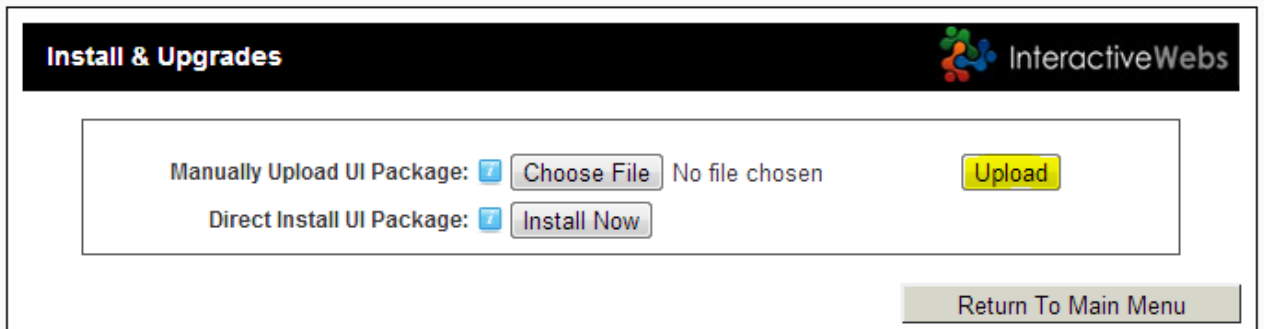 Install & Upgrades InteractiveWebs
Manually Upload UI Package: i Choose File No file chosen Upload
Direct Install UI Package: i Install Now
Return To Main Menu